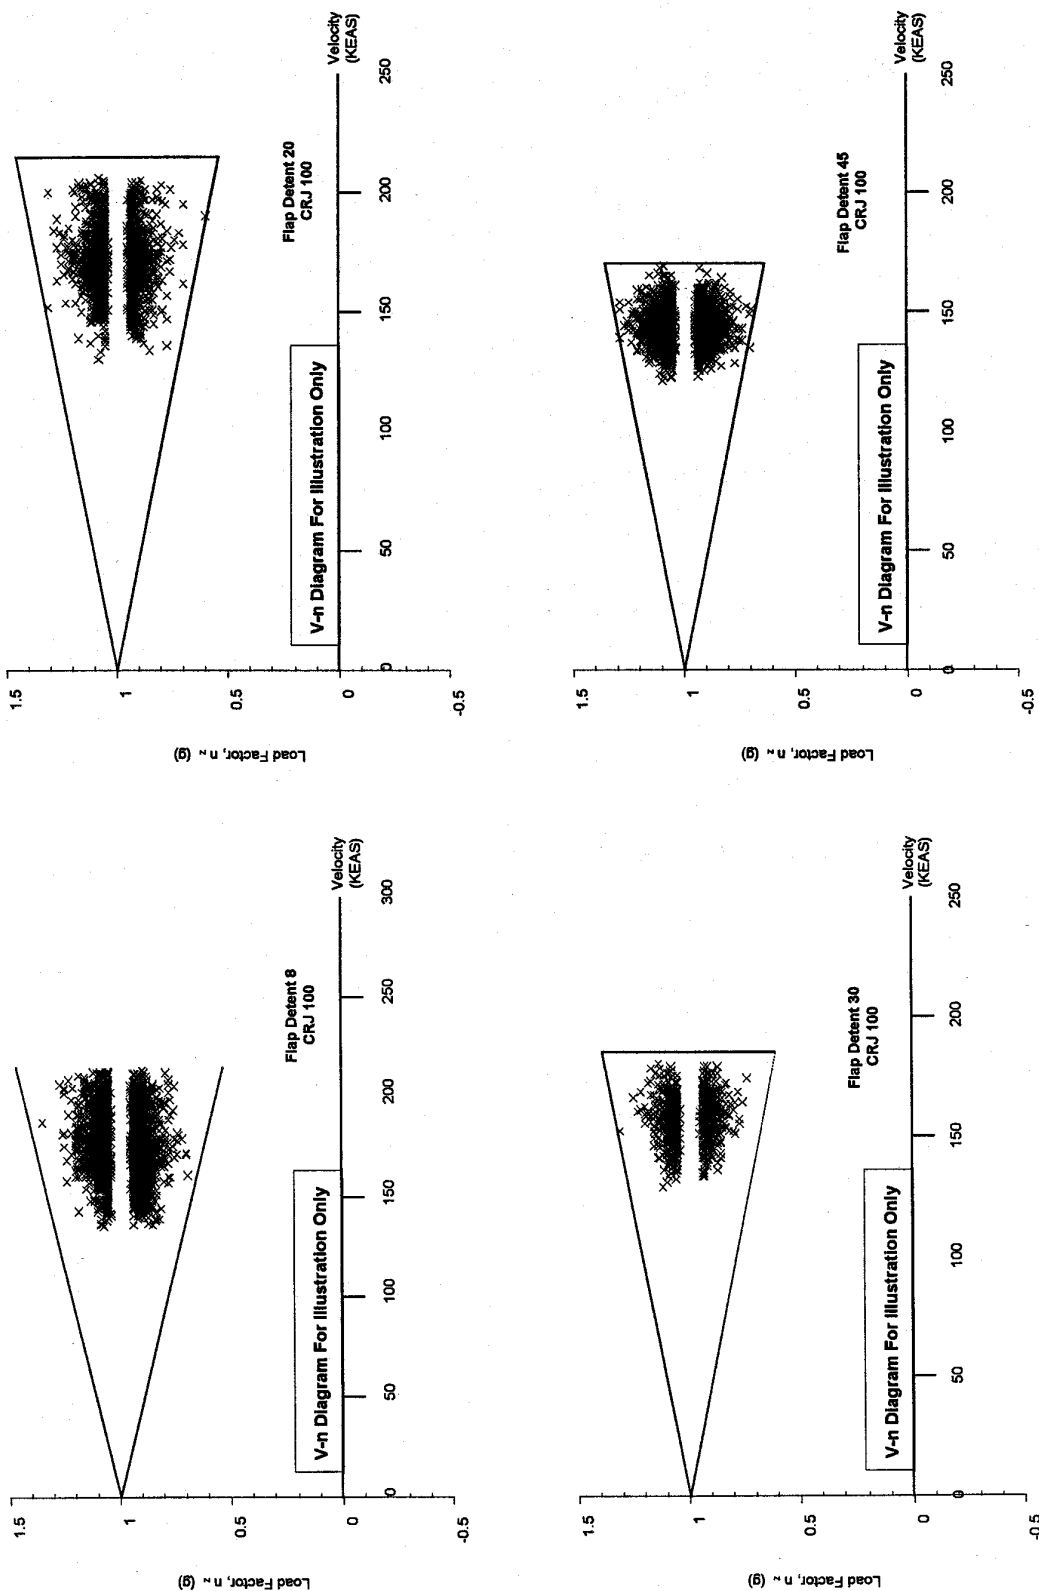 1.5
1
0.5
0
-0.5
Load Factor, n z (g)
0
50
100
150
200
250
300
Velocity
(KEAS)
Flap Detent 8
CRJ 100
V-n Diagram For Illustration Only
1.5
1
0.5
0
-0.5
Load Factor, n z (g)
0
50
100
150
200
250
Velocity
(KEAS)
Flap Detent 20
CRJ 100
V-n Diagram For Illustration Only
1.5
1
0.5
0
-0.5
Load Factor, n z (g)
0
50
100
150
200
250
Velocity
(KEAS)
Flap Detent 30
CRJ 100
V-n Diagram For Illustration Only
1.5
1
0.5
0
-0.5
Load Factor, n z (g)
0
50
100
150
200
250
Velocity
(KEAS)
Flap Detent 45
CRJ 100
V-n Diagram For Illustration Only